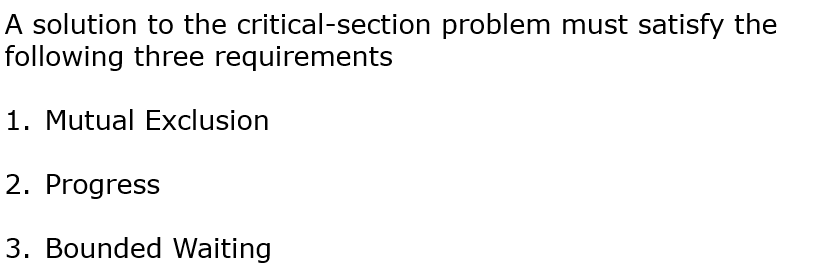 A solution to the critical-section problem must satisfy the
following three requirements
1. Mutual Exclusion
2. Progress
3. Bounded Waiting